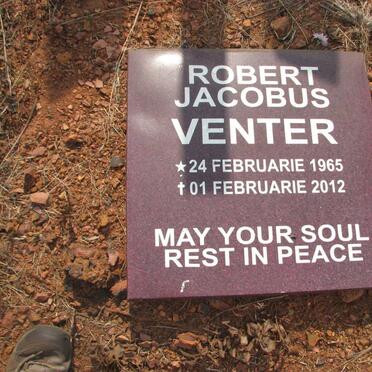 ROBERT
JACOBUS
VENTER
★24 FEBRUARIE 1965
✝01 FEBRUARIE 2012
MAY YOUR SOUL
REST IN PEACE